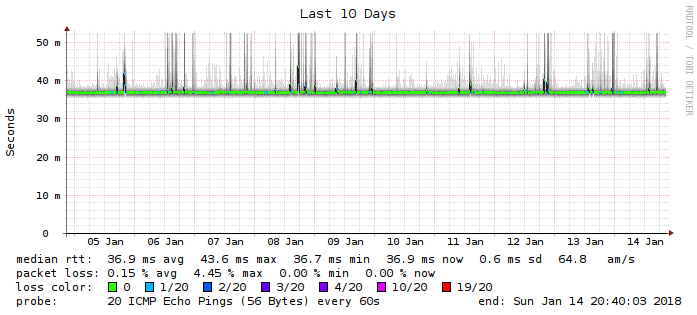 Last 10 Days
RRDTOOL / TOBI OETIKER
Seconds
50 m
40 m
30 m
20 m
10 m
0
05 Jan 06 Jan 07 Jan 08 Jan 09 Jan 10 Jan 11 Jan 12 Jan 13 Jan 14 Jan
median rtt: 36.9 ms avg 43.6 ms max 36.7 ms min 36.9 ms now 0.6 ms sd 64.8 am/s
packet loss: 0.15 % avg 4.45 % max 0.00 % min 0.00 % now
loss color: 0 1/20 2/20 3/20 4/20 10/20 19/20
probe: 20 ICMP Echo Pings (56 Bytes) every 60s end: Sun Jan 14 20:40:03 2018